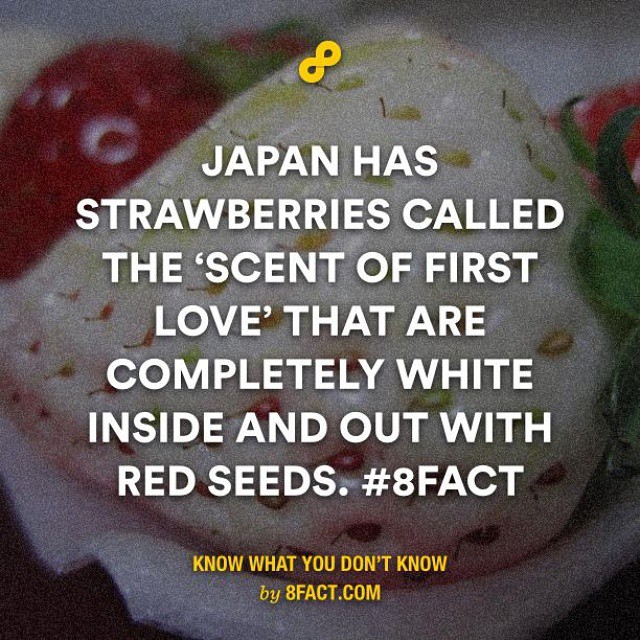 JAPAN HAS
STRAWBERRIES CALLED
THE ‘SCENT OF FIRST
LOVE’ THAT ARE
COMPLETELY WHITE
INSIDE AND OUT WITH
RED SEEDS. #8FACT
KNOW WHAT YOU DON'T KNOW
by 8FACT.COM